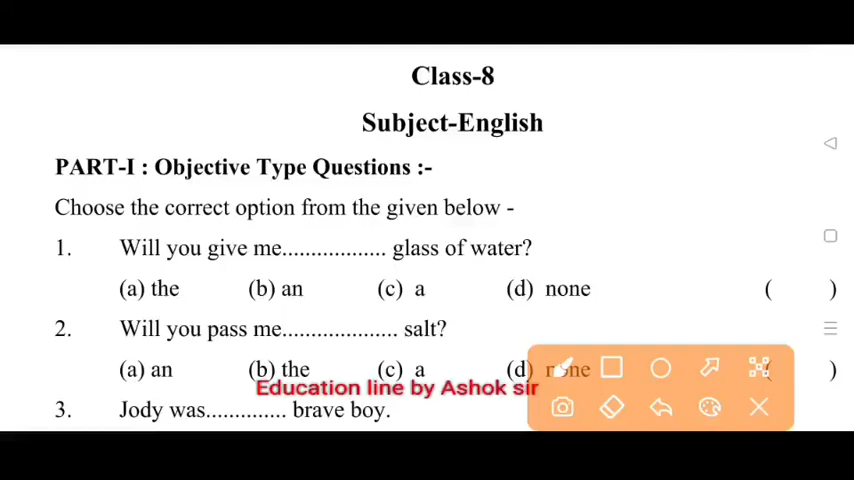 Class-8
Subject-English
PART-I : Objective Type Questions :-
Choose the correct option from the given below -
1. Will you give me.................. glass of water?
(a) the (b) an (c) a (d) none ( )
2. Will you pass me.................... salt?
(a) an (b) the (c) a (d) none ( )
Education line by Ashok sir
3. Jody was.............. brave boy.